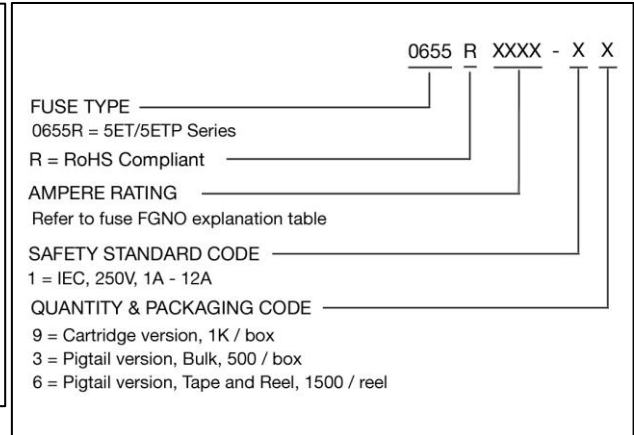 0655 R XXXX - X X
FUSE TYPE
0655R = 5ET/5ETP Series
R = RoHS Compliant
AMPERE RATING
Refer to fuse FGNO explanation table
SAFETY STANDARD CODE
1 = IEC, 250V, 1A - 12A
QUANTITY & PACKAGING CODE
9 = Cartridge version, 1K / box
3 = Pigtail version, Bulk, 500 / box
6 = Pigtail version, Tape and Reel, 1500 / reel